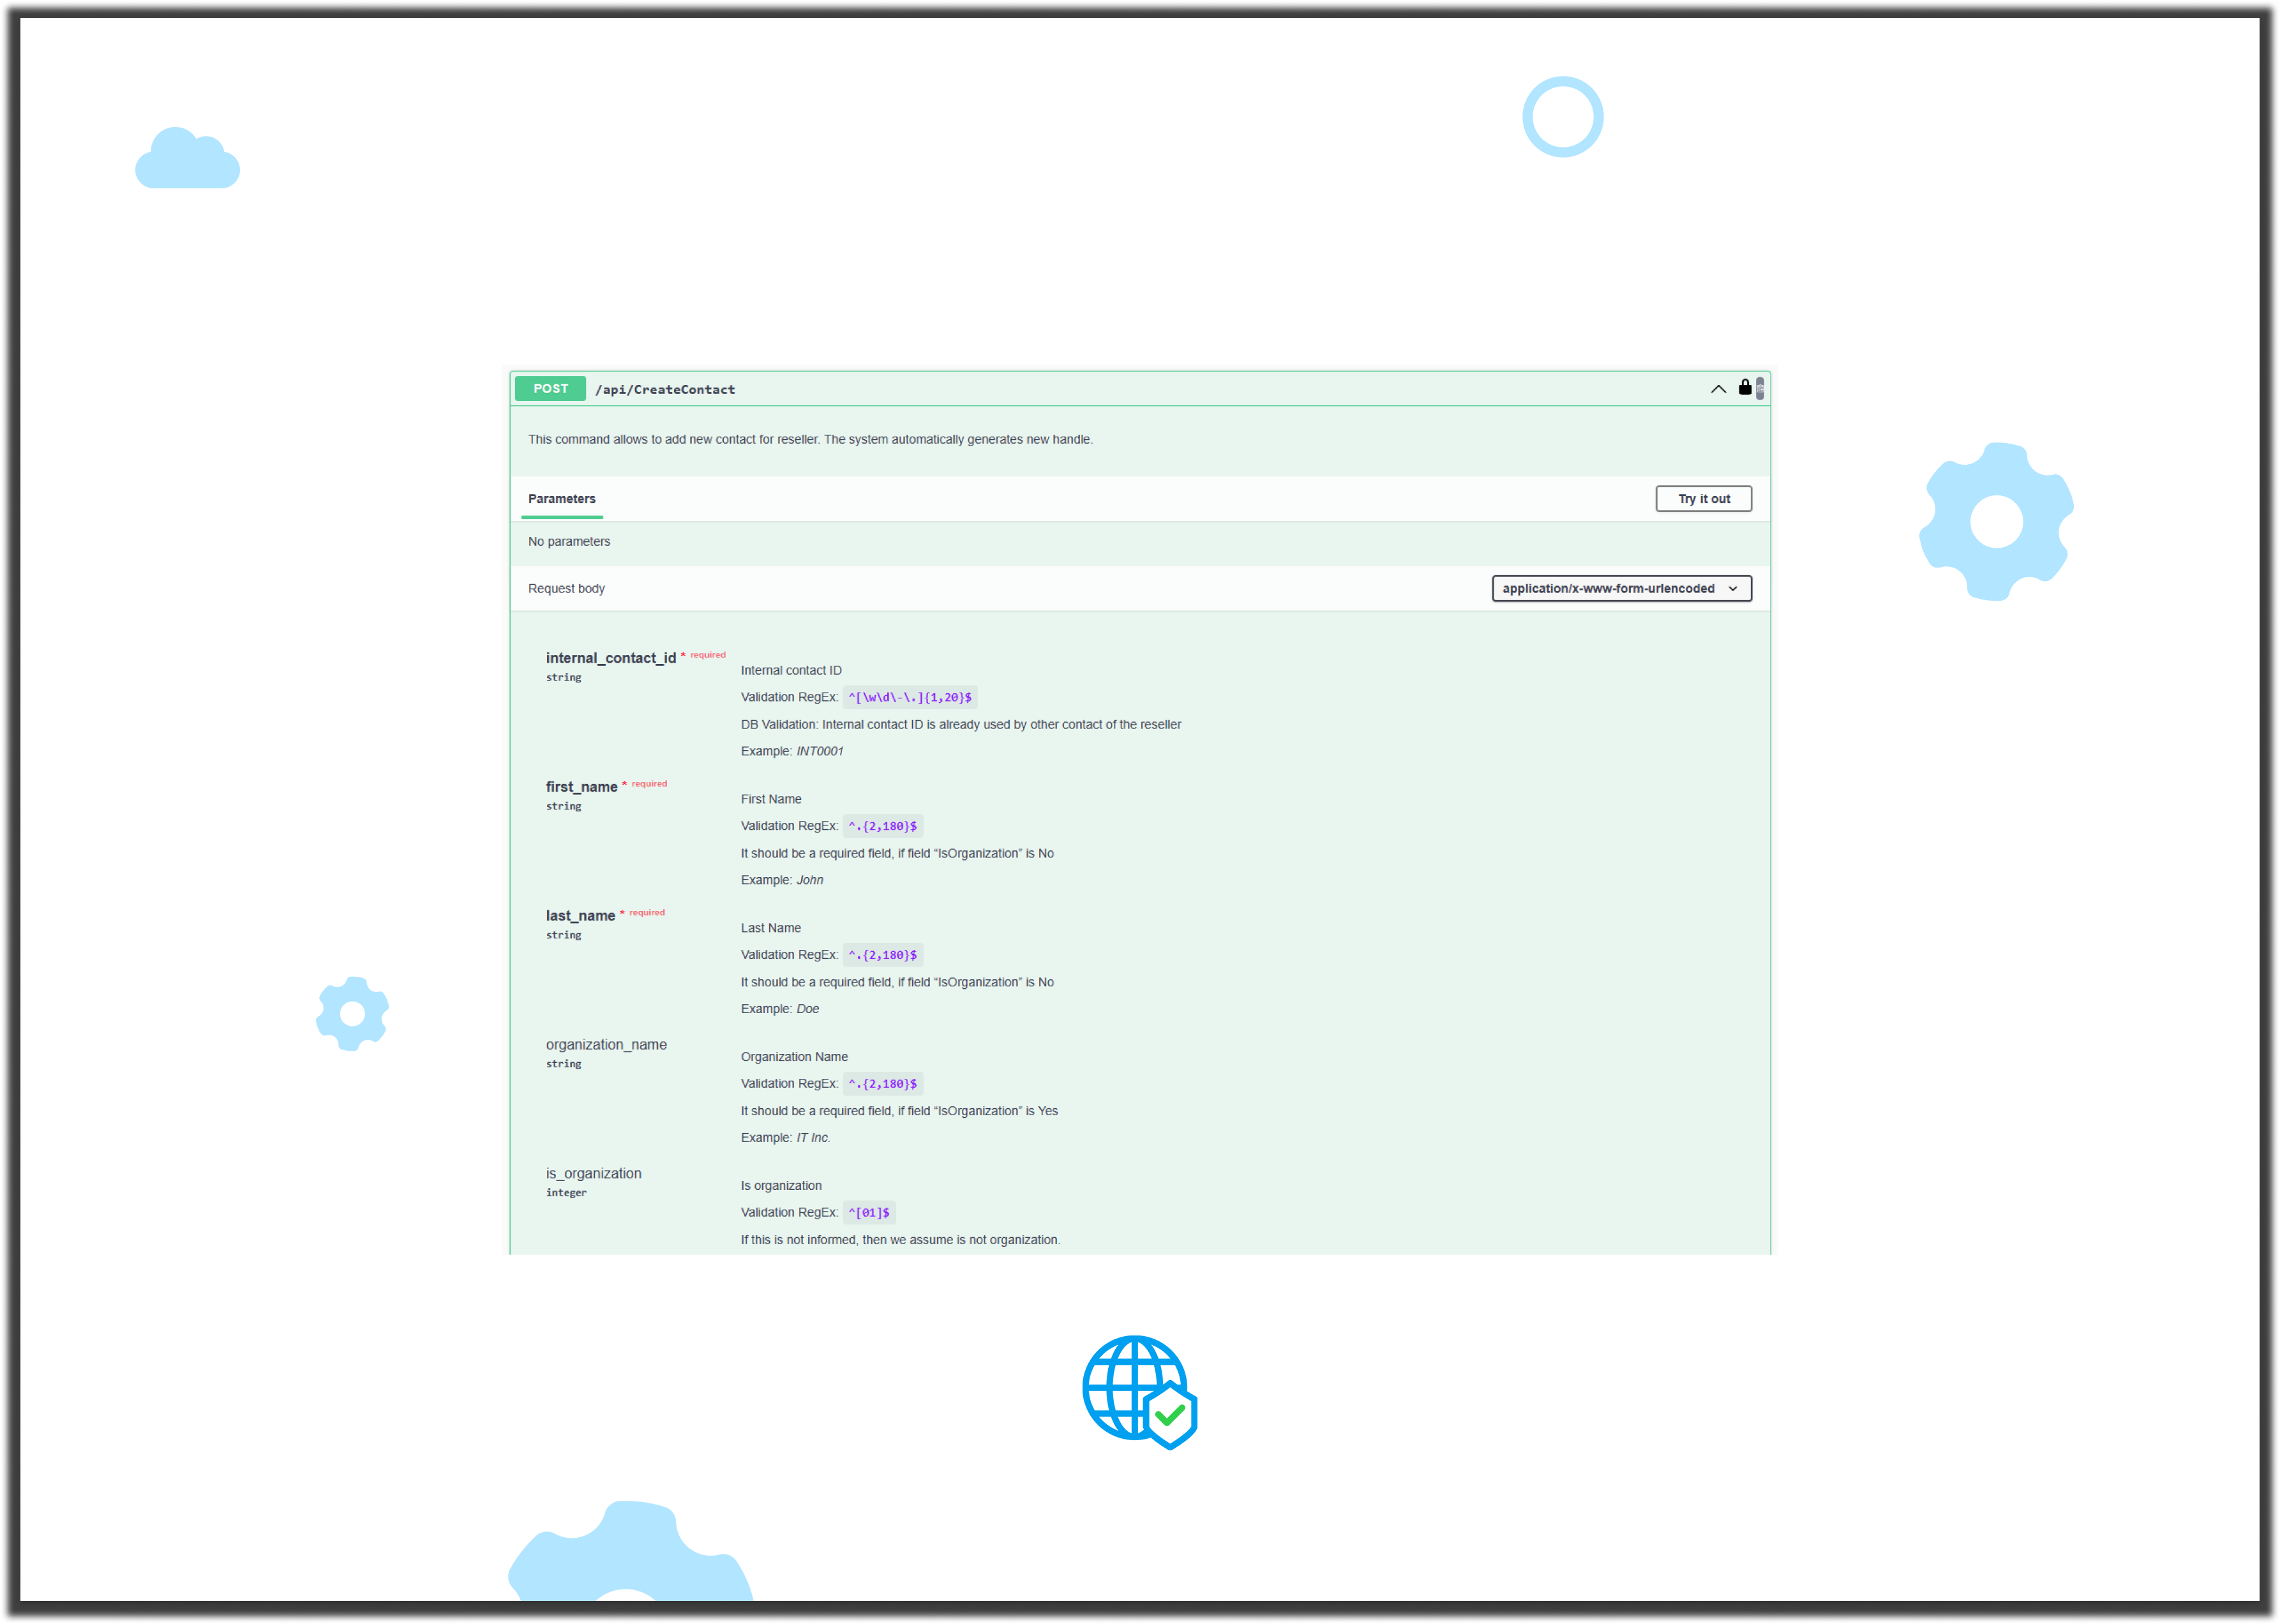 POST /api/CreateContact
This command allows to add new contact for reseller. The system automatically generates new handle.
Parameters
Try it out
No parameters
Request body
application/x-www-form-urlencoded
internal_contact_id * required
string
Internal contact ID
Validation RegEx: ^[\w\d\-\.]{1,20}$
DB Validation: Internal contact ID is already used by other contact of the reseller
Example: INT0001
first_name * required
string
First Name
Validation RegEx: ^.{2,180}$
It should be a required field, if field “IsOrganization” is No
Example: John
last_name * required
string
Last Name
Validation RegEx: ^.{2,180}$
It should be a required field, if field “IsOrganization” is No
Example: Doe
organization_name
string
Organization Name
Validation RegEx: ^.{2,180}$
It should be a required field, if field “IsOrganization” is Yes
Example: IT Inc.
is_organization
integer
Is organization
Validation RegEx: ^[01]$
If this is not informed, then we assume is not organization.